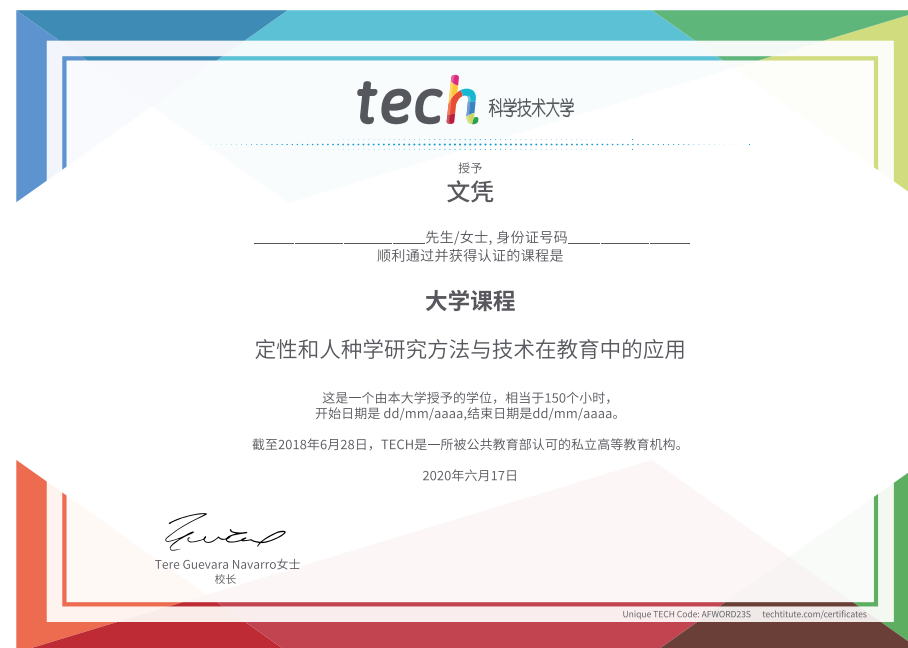 tech 科学技术大学
授予
文凭
先生/女士, 身份证号码
顺利通过并获得认证的课程是
大学课程
定性和人种学研究方法与技术在教育中的应用
这是一个由本大学授予的学位，相当于150个小时，
开始日期是 dd/mm/aaaa,结束日期是dd/mm/aaaa。
截至2018年6月28日，TECH是一所被公共教育部认可的私立高等教育机构。
2020年六月17日
Tere Guevara Navarro女士
校长
Unique TECH Code: AFWORD23S techtitute.com/certificates